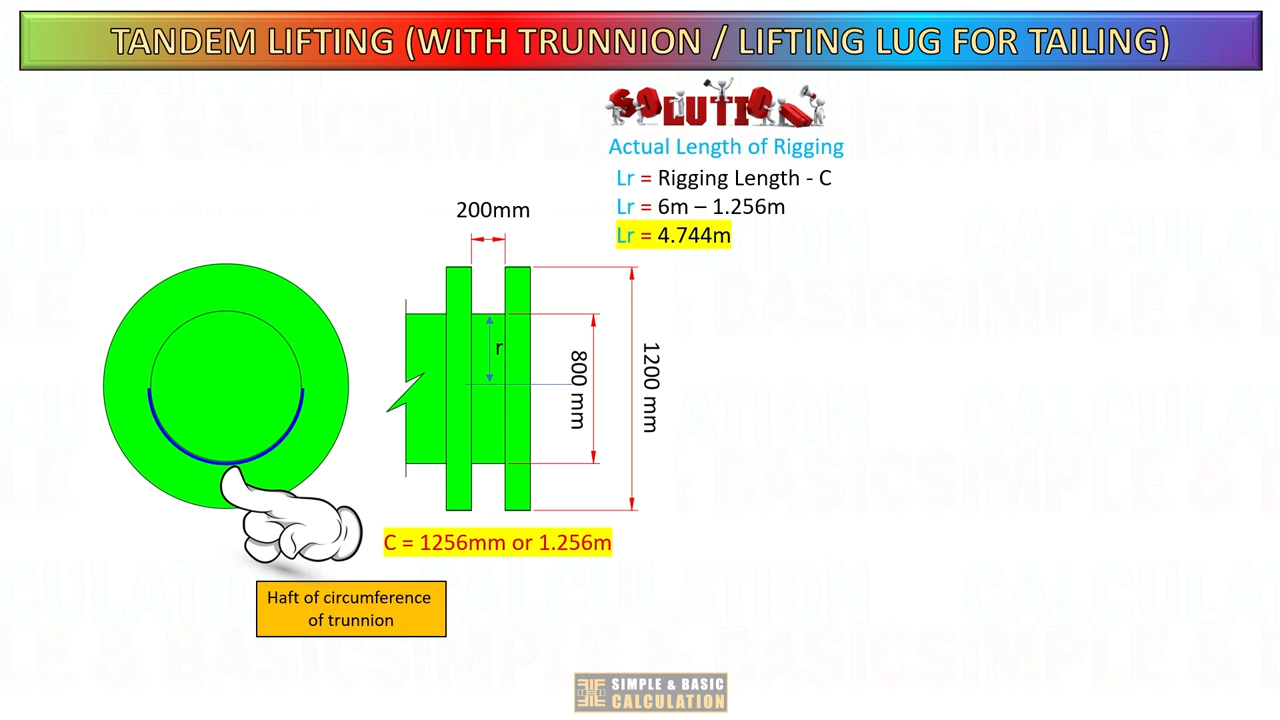 TANDEM LIFTING (WITH TRUNNION / LIFTING LUG FOR TAILING)
SOLUTION
Actual Length of Rigging
Lr = Rigging Length - C
Lr = 6m – 1.256m
Lr = 4.744m
200mm
r
800 mm
1200 mm
C = 1256mm or 1.256m
Haft of circumference
of trunnion
SIMPLE & BASIC
CALCULATION